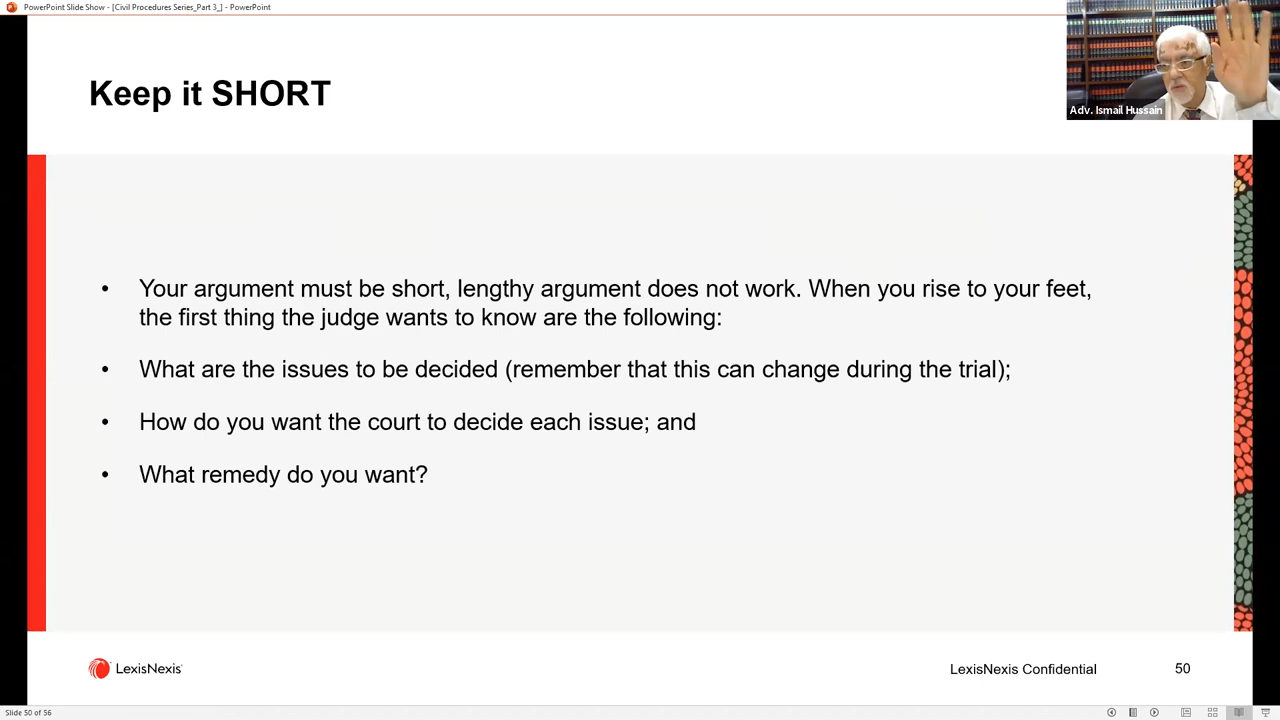 PowerPoint Slide Show - [Civil Procedures Series_Part 3_] - PowerPoint
Adv. Ismail Hussain
Keep it SHORT
• Your argument must be short, lengthy argument does not work. When you rise to your feet,
the first thing the judge wants to know are the following:
• What are the issues to be decided (remember that this can change during the trial);
• How do you want the court to decide each issue; and
• What remedy do you want?
LexisNexis
LexisNexis Confidential
50
Slide 50 of 56